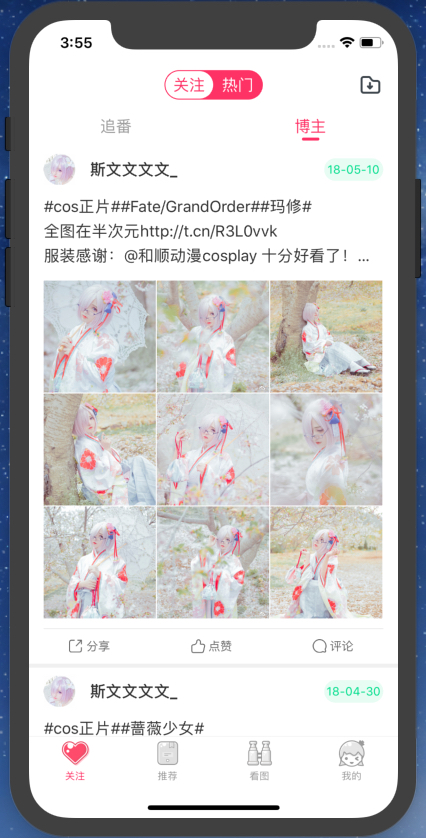 3:55
关注 热门
追番 博主
斯文文文文_ 18-05-10
#cos正片##Fate/GrandOrder##玛修#
全图在半次元http://t.cn/R3L0vvk
服装感谢：@和顺动漫cosplay 十分好看了！...
分享 点赞 评论
斯文文文文_ 18-04-30
#cos正片##蔷薇少女#
关注 推荐 看图 我的